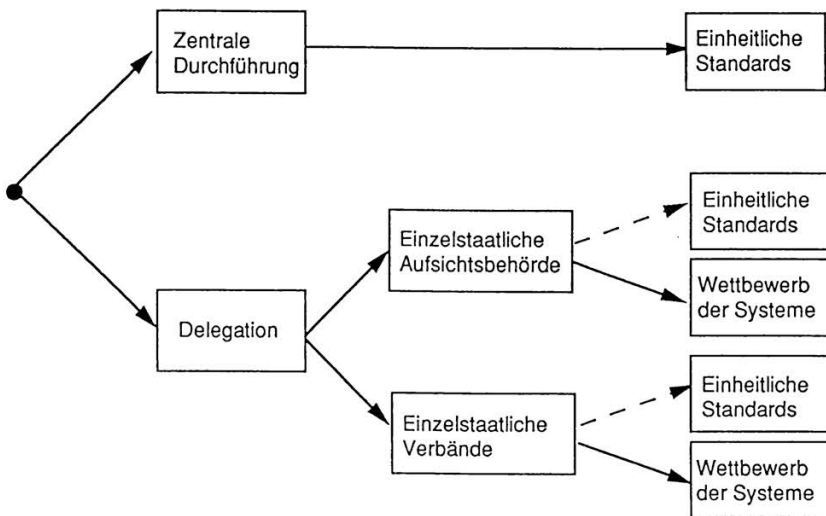 Zentrale
Durchführung
Einheitliche
Standards
Einheitliche
Standards
Einzelstaatliche
Aufsichtsbehörde
Wettbewerb
der Systeme
Delegation
Einheitliche
Standards
Einzelstaatliche
Verbände
Wettbewerb
der Systeme